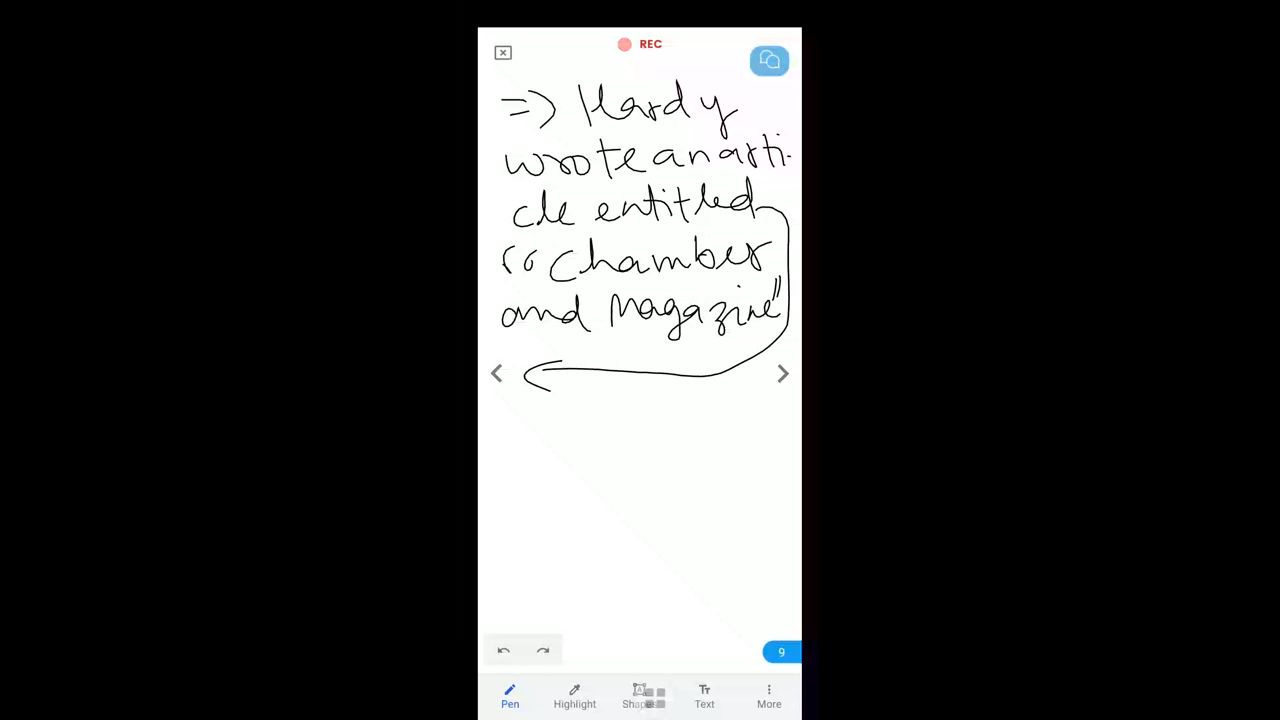 REC
=> Hardy
wrote an arti-
cle entitled
"Chamber
and Magazine"
9
Pen Highlight Shapes Text More